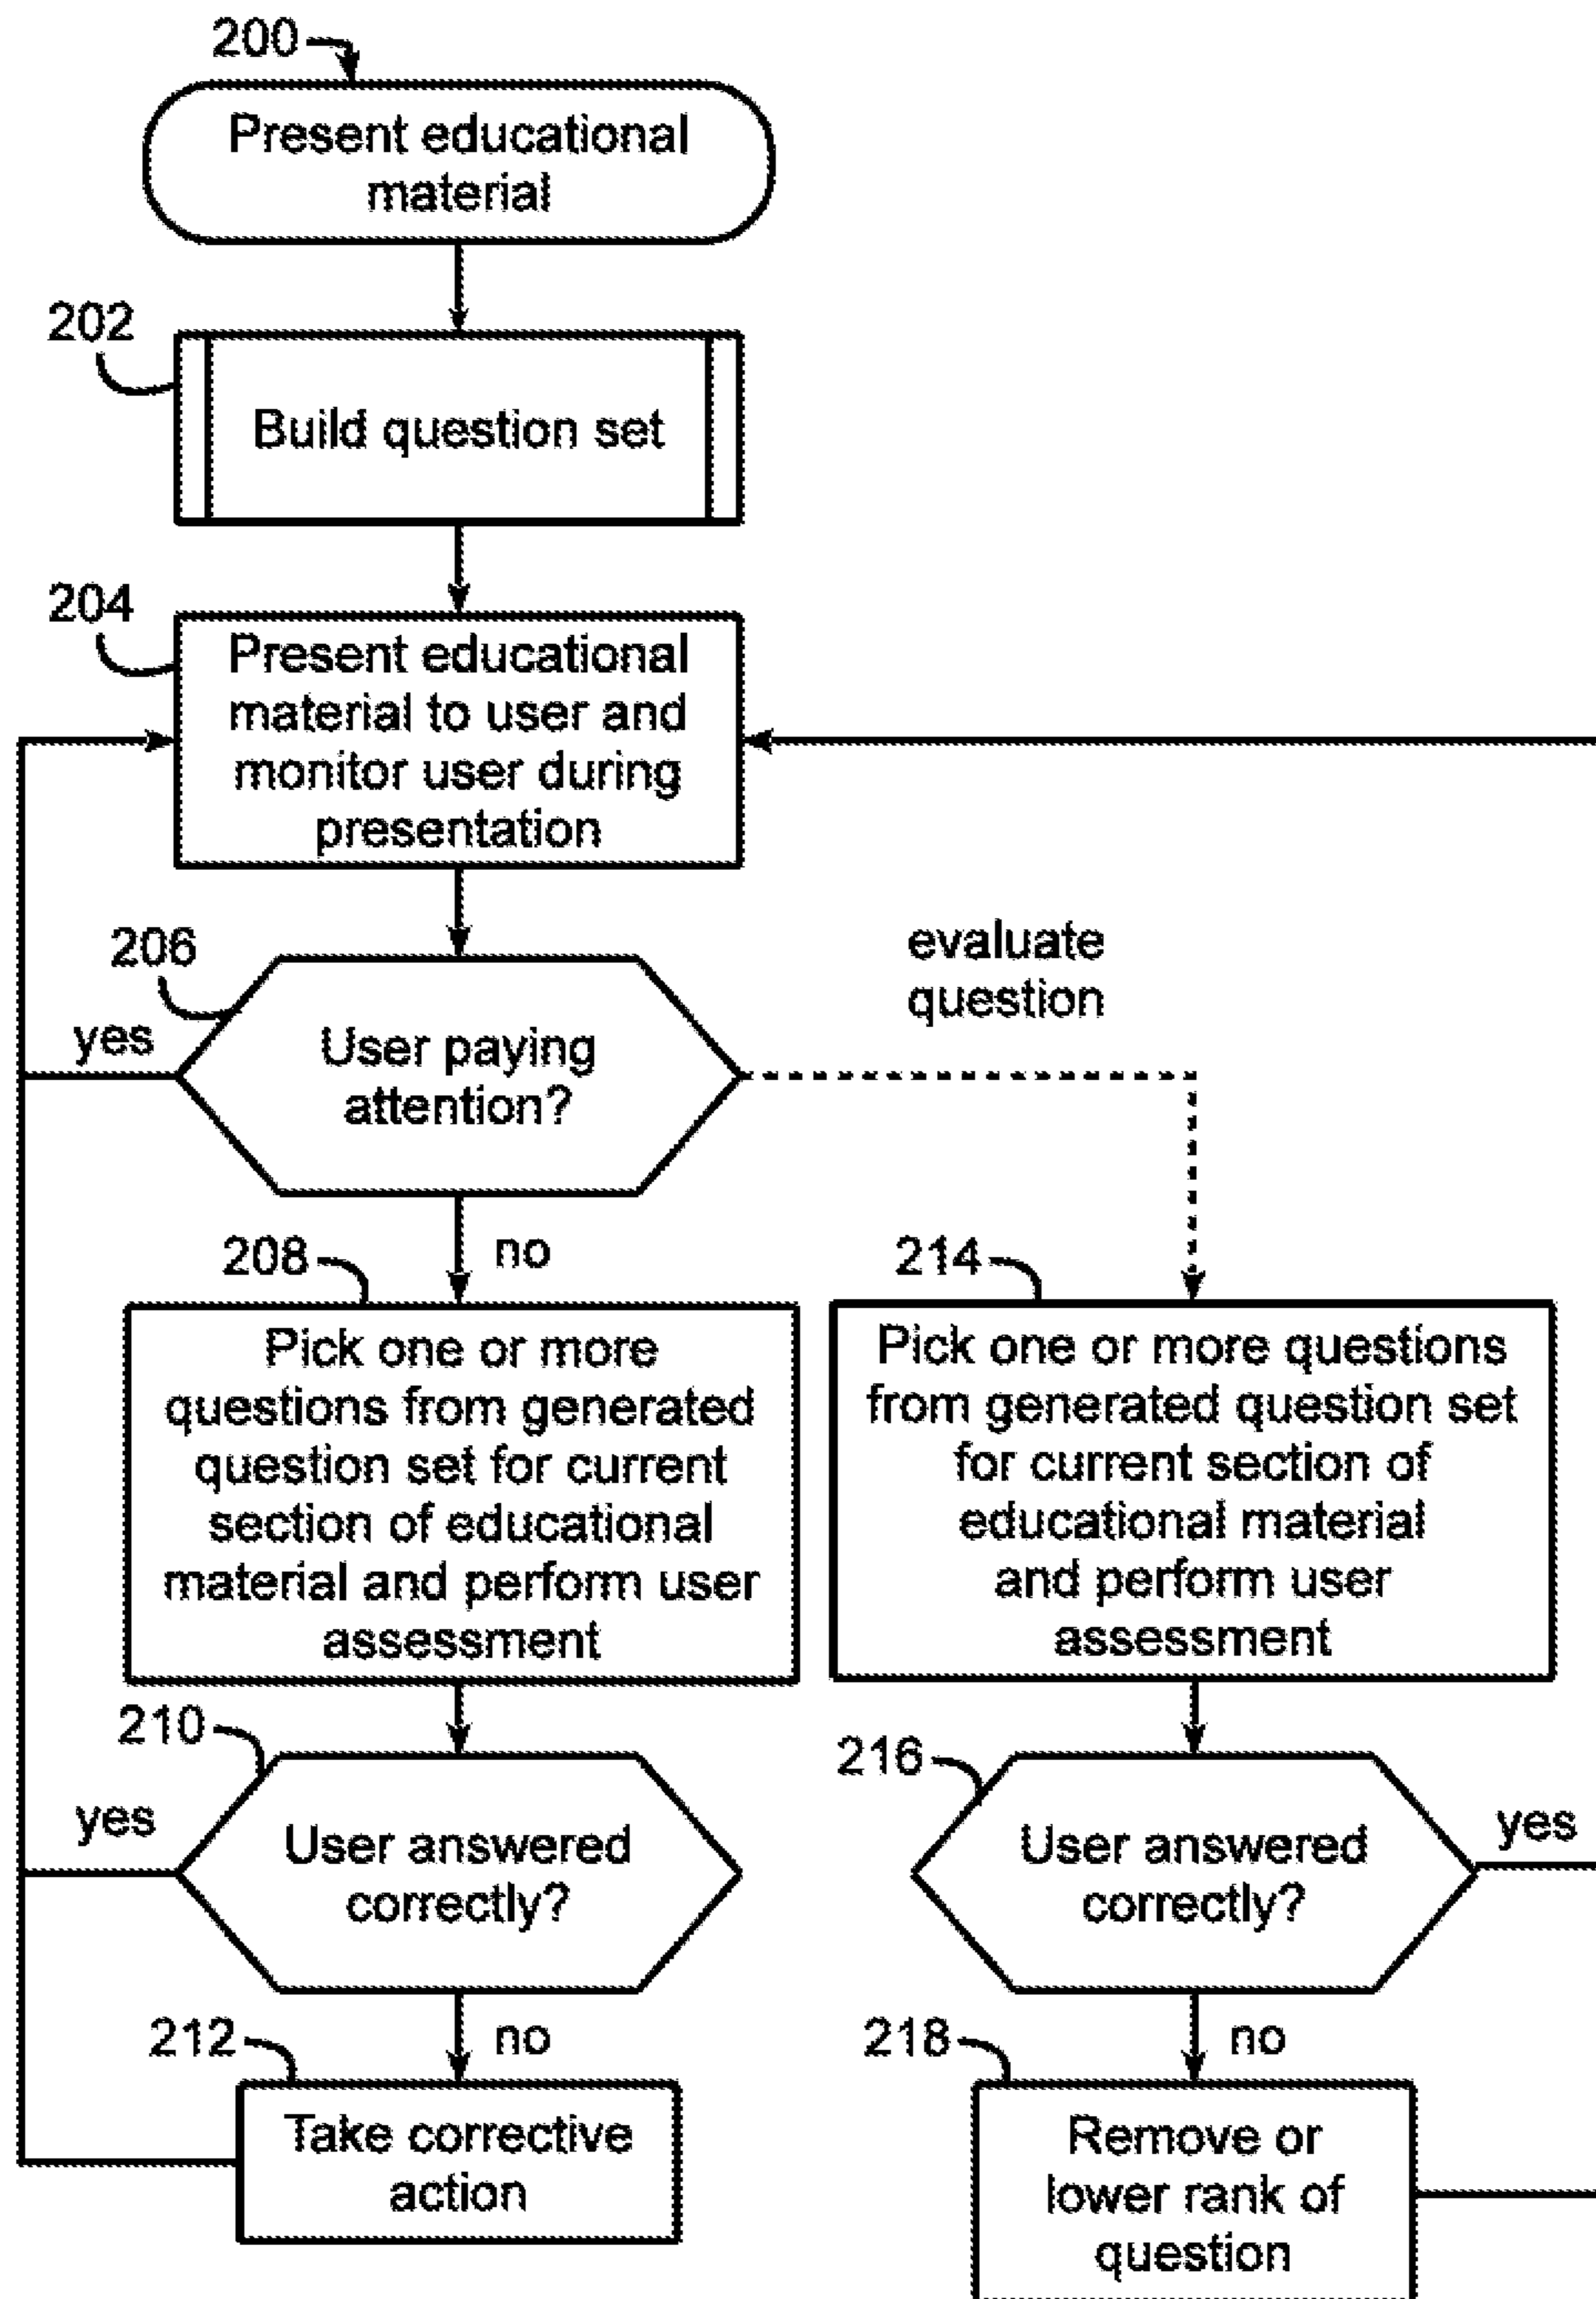 200
Present educational
material
202
Build question set
204
Present educational
material to user and
monitor user during
presentation
206
evaluate
question
yes
User paying
attention?
208
no
214
Pick one or more
questions from generated
question set for current
section of educational
material and perform user
assessment
Pick one or more questions
from generated question set
for current section of
educational material
and perform user
assessment
210
yes
User answered
correctly?
216
User answered
correctly?
yes
212
no
Take corrective
action
218
no
Remove or
lower rank of
question